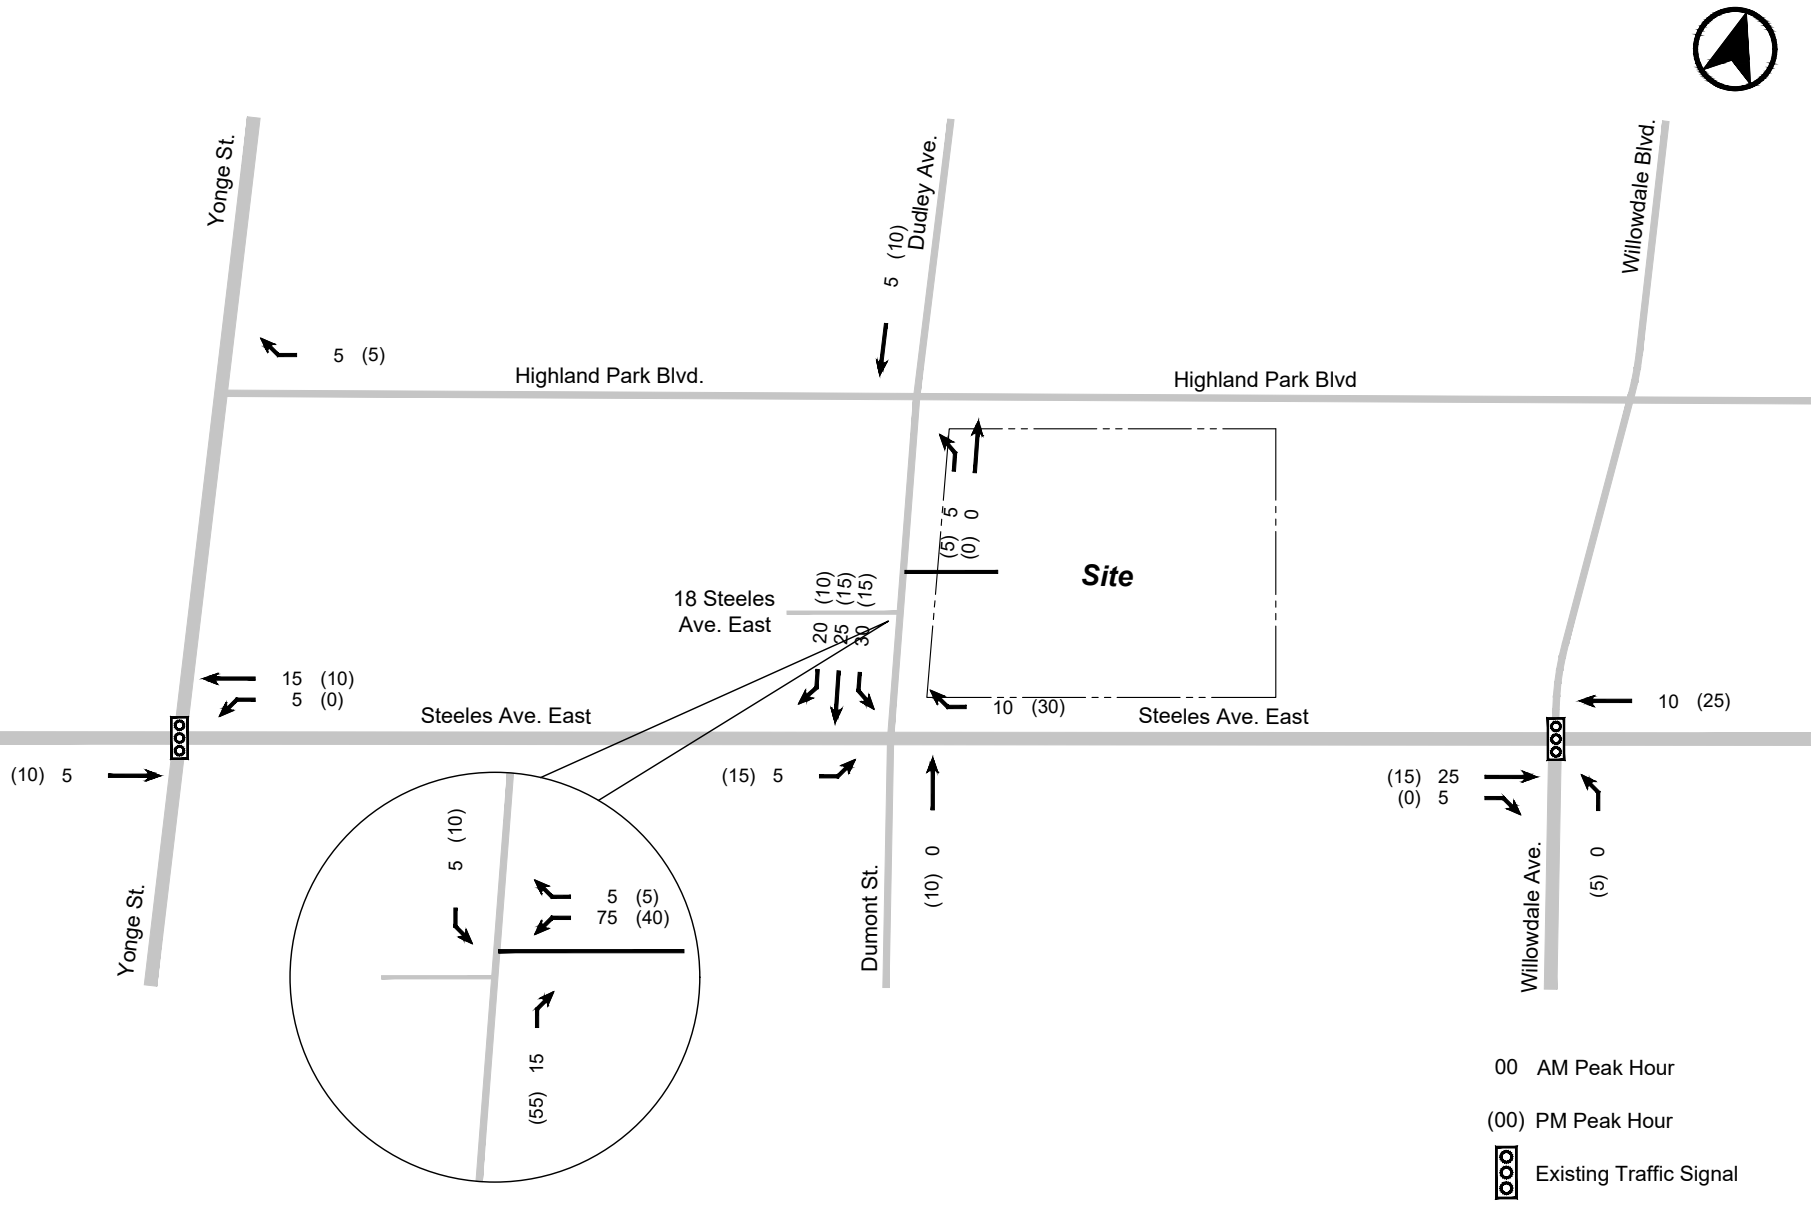 Yonge St.
Dudley Ave.
Willowdale Blvd.
5 (10)
5 (5)
Highland Park Blvd.
Highland Park Blvd
5 (5)
0 (0)
Site
18 Steeles
Ave. East
20 (10)
25 (15)
30 (15)
15 (10)
5 (0)
Steeles Ave. East
10 (30)
Steeles Ave. East
10 (25)
(10) 5
(15) 5
(15) 25
(0) 5
5 (10)
5 (5)
75 (40)
(55) 15
Yonge St.
Dumont St.
(10) 0
Willowdale Ave.
(5) 0
00 AM Peak Hour
(00) PM Peak Hour
Existing Traffic Signal